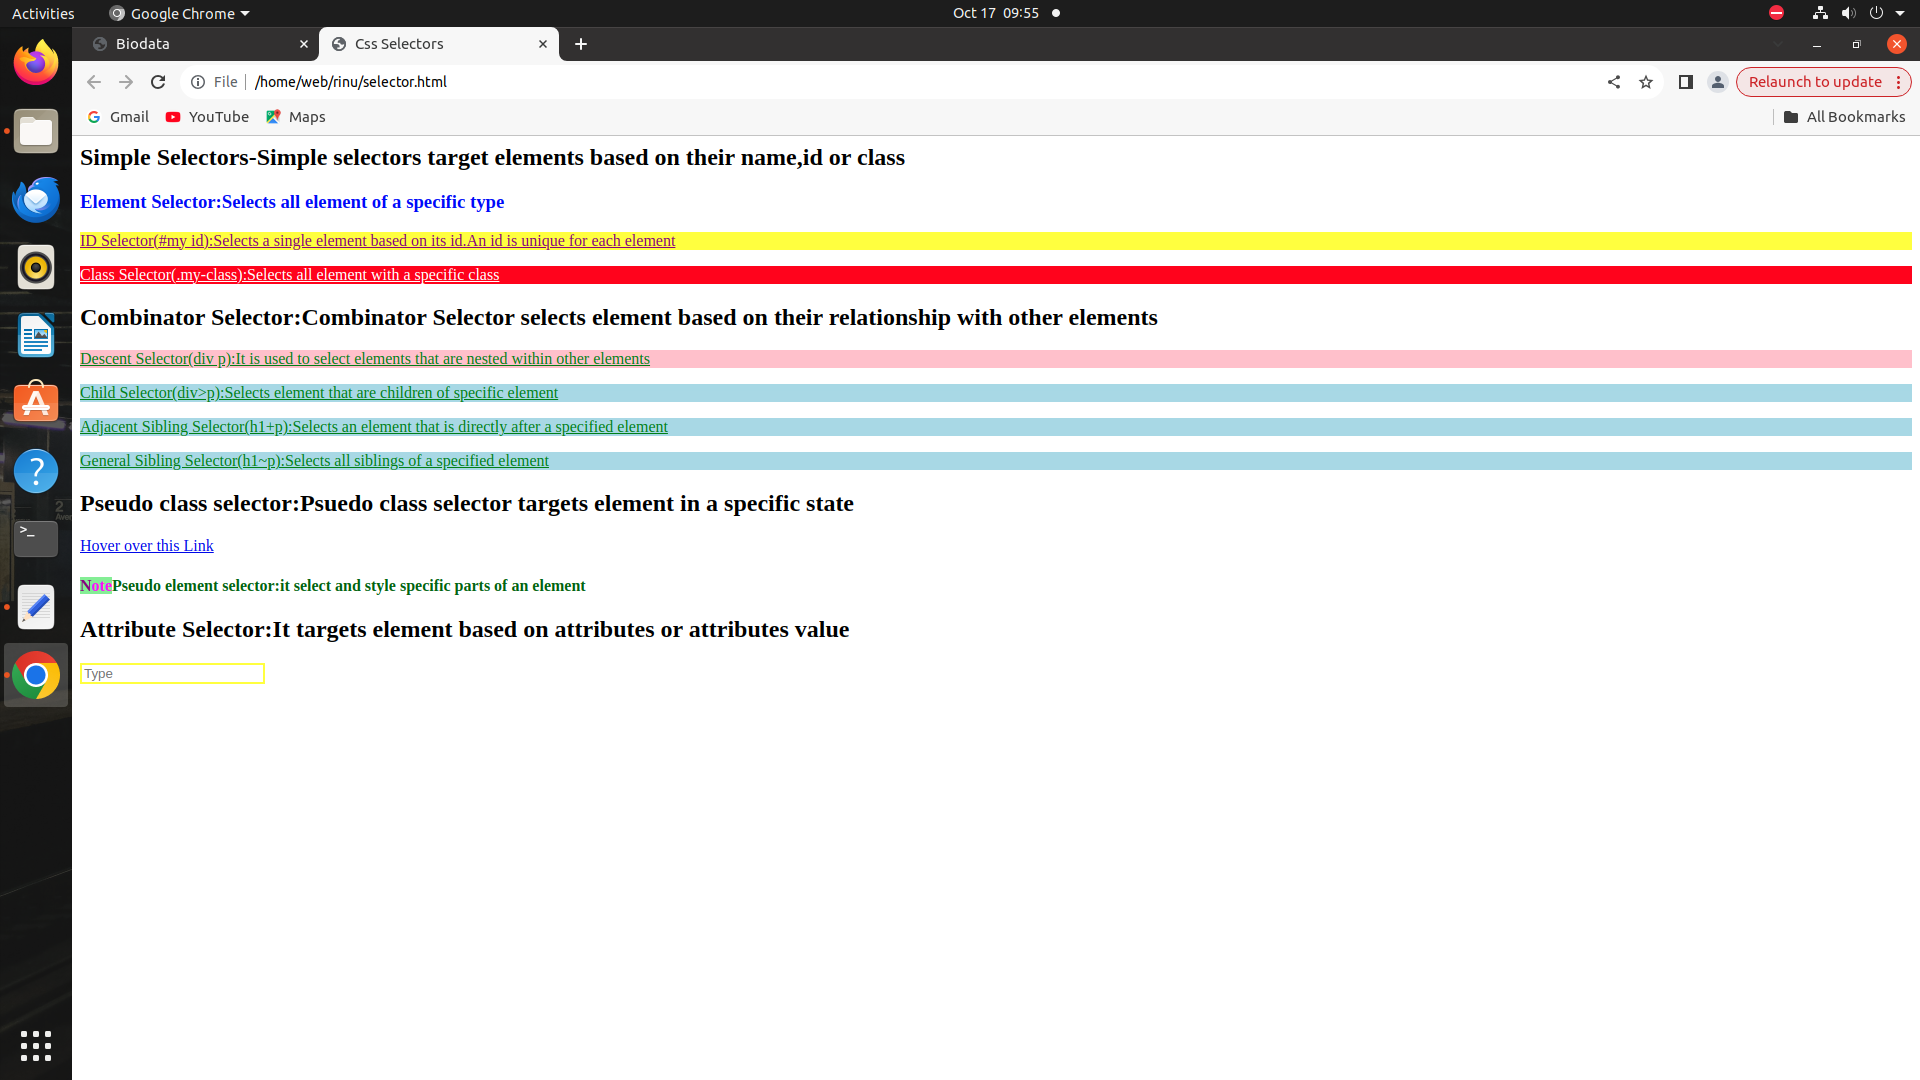 Activities
Google Chrome
Oct 17 09:55
Biodata
Css Selectors
File
/home/web/rinu/selector.html
Relaunch to update
Gmail
YouTube
Maps
All Bookmarks
Simple Selectors-Simple selectors target elements based on their name,id or class
Element Selector:Selects all element of a specific type
ID Selector(#my id):Selects a single element based on its id.An id is unique for each element
Class Selector(.my-class):Selects all element with a specific class
Combinator Selector:Combinator Selector selects element based on their relationship with other elements
Descent Selector(div p):It is used to select elements that are nested within other elements
Child Selector(div>p):Selects element that are children of specific element
Adjacent Sibling Selector(h1+p):Selects an element that is directly after a specified element
General Sibling Selector(h1~p):Selects all siblings of a specified element
Pseudo class selector:Psuedo class selector targets element in a specific state
Hover over this Link
NotePseudo element selector:it select and style specific parts of an element
Attribute Selector:It targets element based on attributes or attributes value
Type